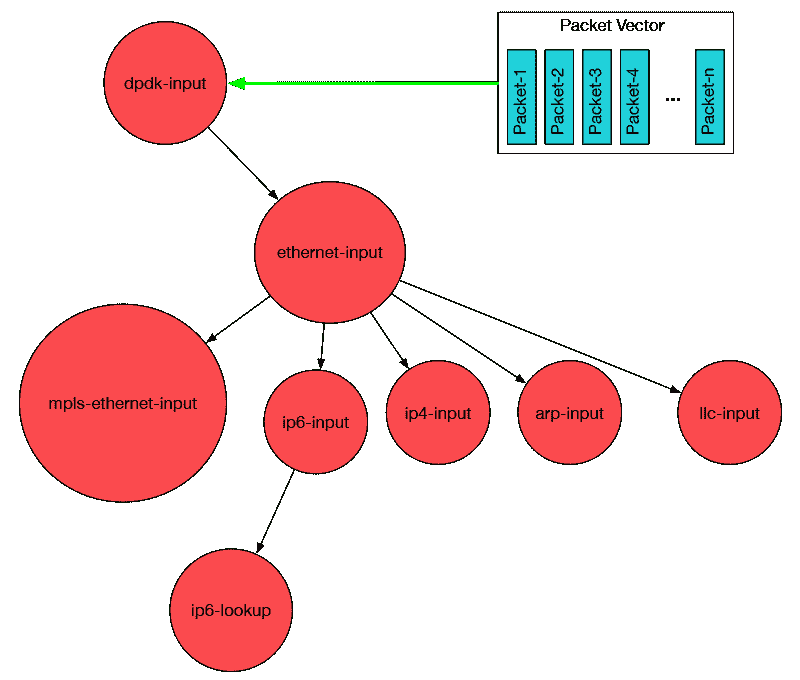 Packet Vector
Packet-1
Packet-2
Packet-3
Packet-4
...
Packet-n
dpdk-input
ethernet-input
mpls-ethernet-input
ip6-input
ip4-input
arp-input
llc-input
ip6-lookup